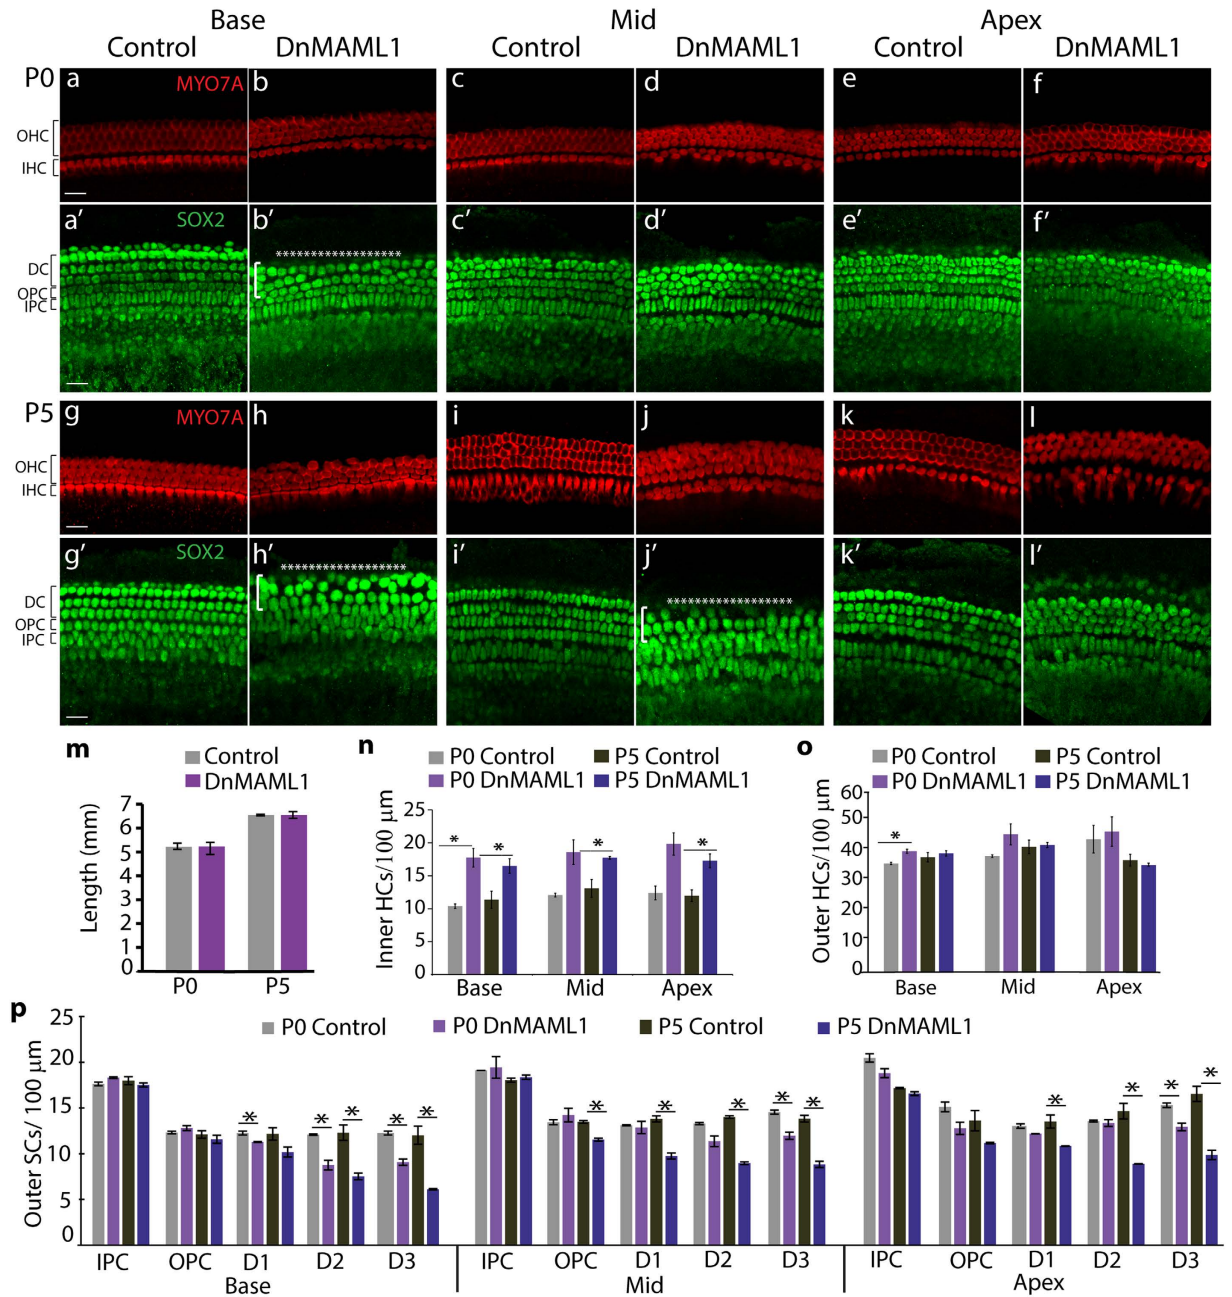 Base Mid Apex
Control DnMAML1 Control DnMAML1 Control DnMAML1
P0 a MYO7A b c d e f
OHC
IHC
a′ SOX2 b′ c′ d′ e′ f′
******************
DC
OPC
IPC
P5 g MYO7A h i j k l
OHC
IHC
g′ SOX2 h′ i′ j′ k′ l′
******************
*****************
DC
OPC
IPC
m
Control
DnMAML1
Length (mm)
7
6
5
4
3
2
1
0
P0 P5
n
P0 Control P5 Control
P0 DnMAML1 P5 DnMAML1
Inner HCs/100 µm
25
20
15
10
5
0
* * * *
Base Mid Apex
o
P0 Control P5 Control
P0 DnMAML1 P5 DnMAML1
Outer HCs/100 µm
60
50
40
30
20
10
0
*
Base Mid Apex
p
P0 Control P0 DnMAML1 P5 Control P5 DnMAML1
Outer SCs/ 100 µm
25
20
15
10
5
0
* * * * * * * * * * * * * *
IPC OPC D1 D2 D3 IPC OPC D1 D2 D3 IPC OPC D1 D2 D3
Base Mid Apex